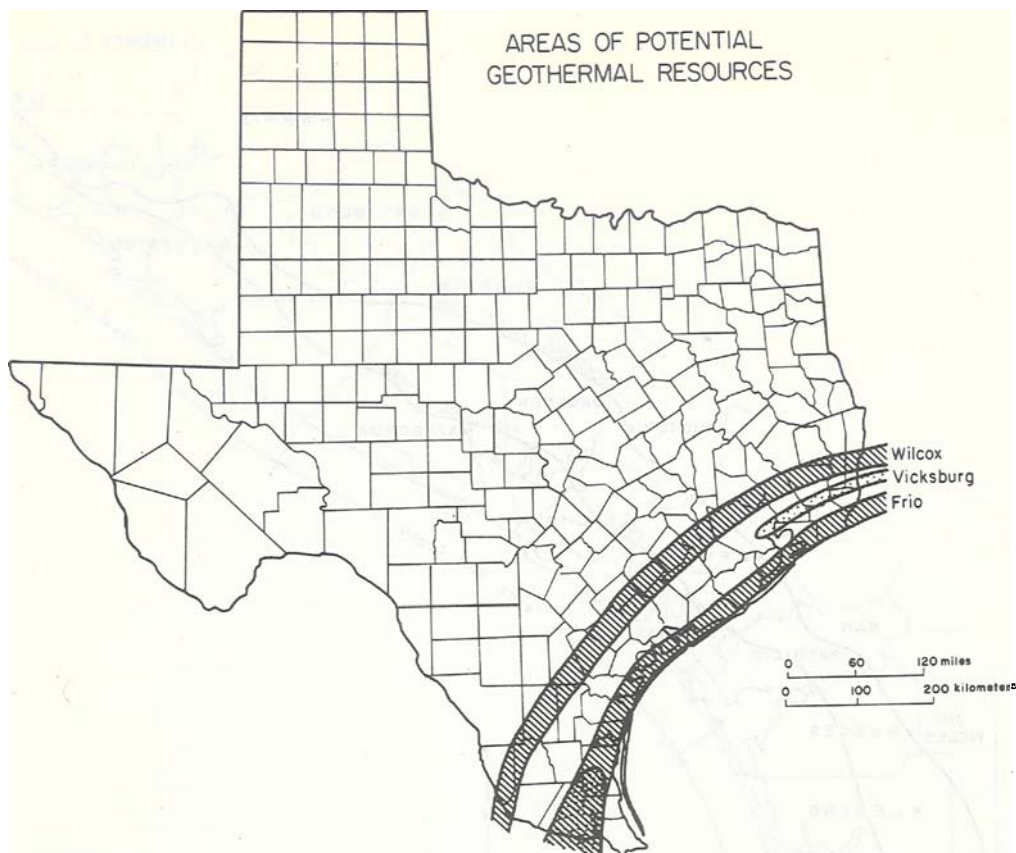 AREAS OF POTENTIAL
GEOTHERMAL RESOURCES
Wilcox
Vicksburg
Frio
0 60 120 miles
0 100 200 kilometers